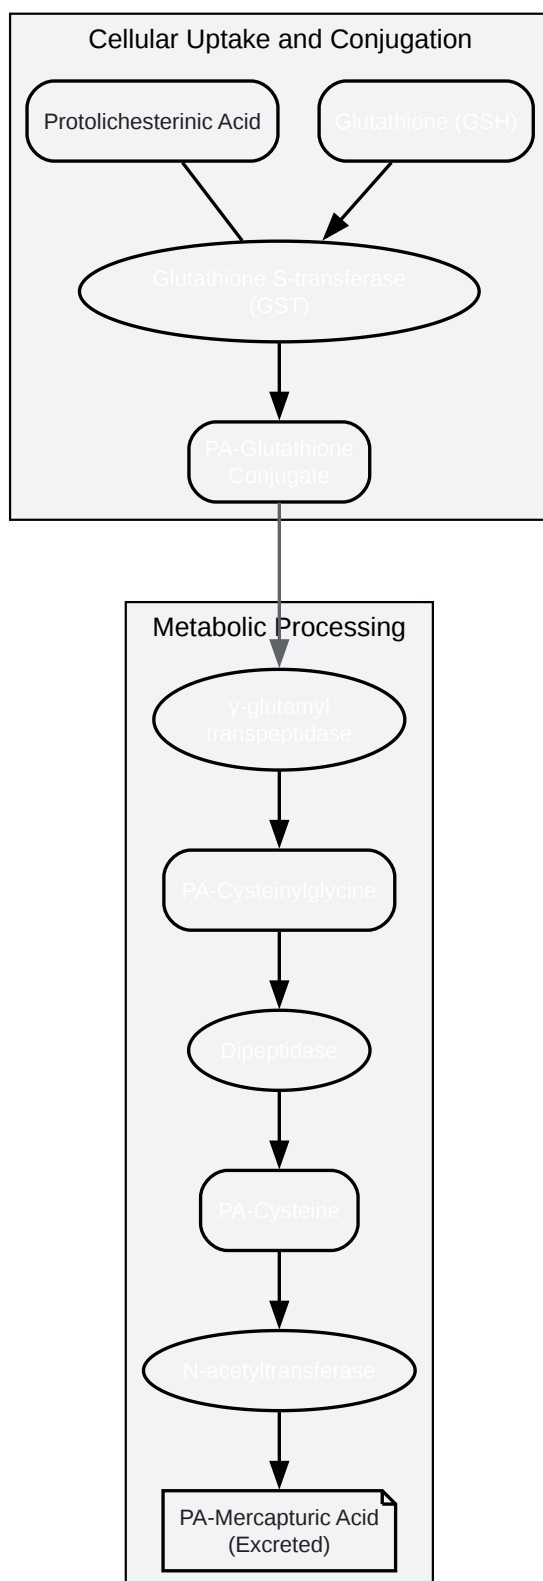 Cellular Uptake and Conjugation
Protolichesterinic Acid
Glutathione (GSH)
Glutathione S-transferase
(GST)
PA-Glutathione
Conjugate
Metabolic Processing
γ-glutamyl
transpeptidase
PA-Cysteinylglycine
Dipeptidase
PA-Cysteine
N-acetyltransferase
PA-Mercapturic Acid
(Excreted)